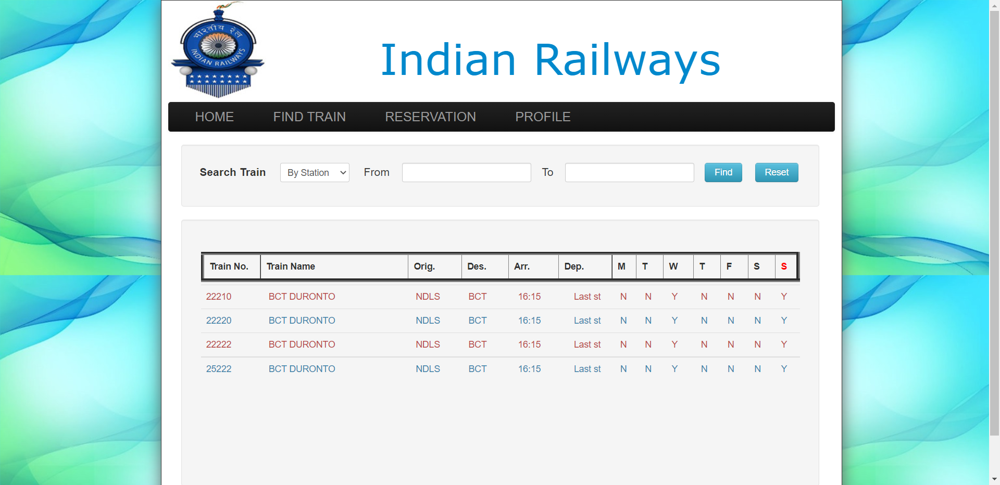 भारतीय रेल
INDIAN RAILWAYS
Indian Railways
HOME FIND TRAIN RESERVATION PROFILE
Search Train By Station From To Find Reset
Train No. Train Name Orig. Des. Arr. Dep. M T W T F S S
22210 BCT DURONTO NDLS BCT 16:15 Last st N N Y N N N Y
22220 BCT DURONTO NDLS BCT 16:15 Last st N N Y N N N Y
22222 BCT DURONTO NDLS BCT 16:15 Last st N N Y N N N Y
25222 BCT DURONTO NDLS BCT 16:15 Last st N N Y N N N Y